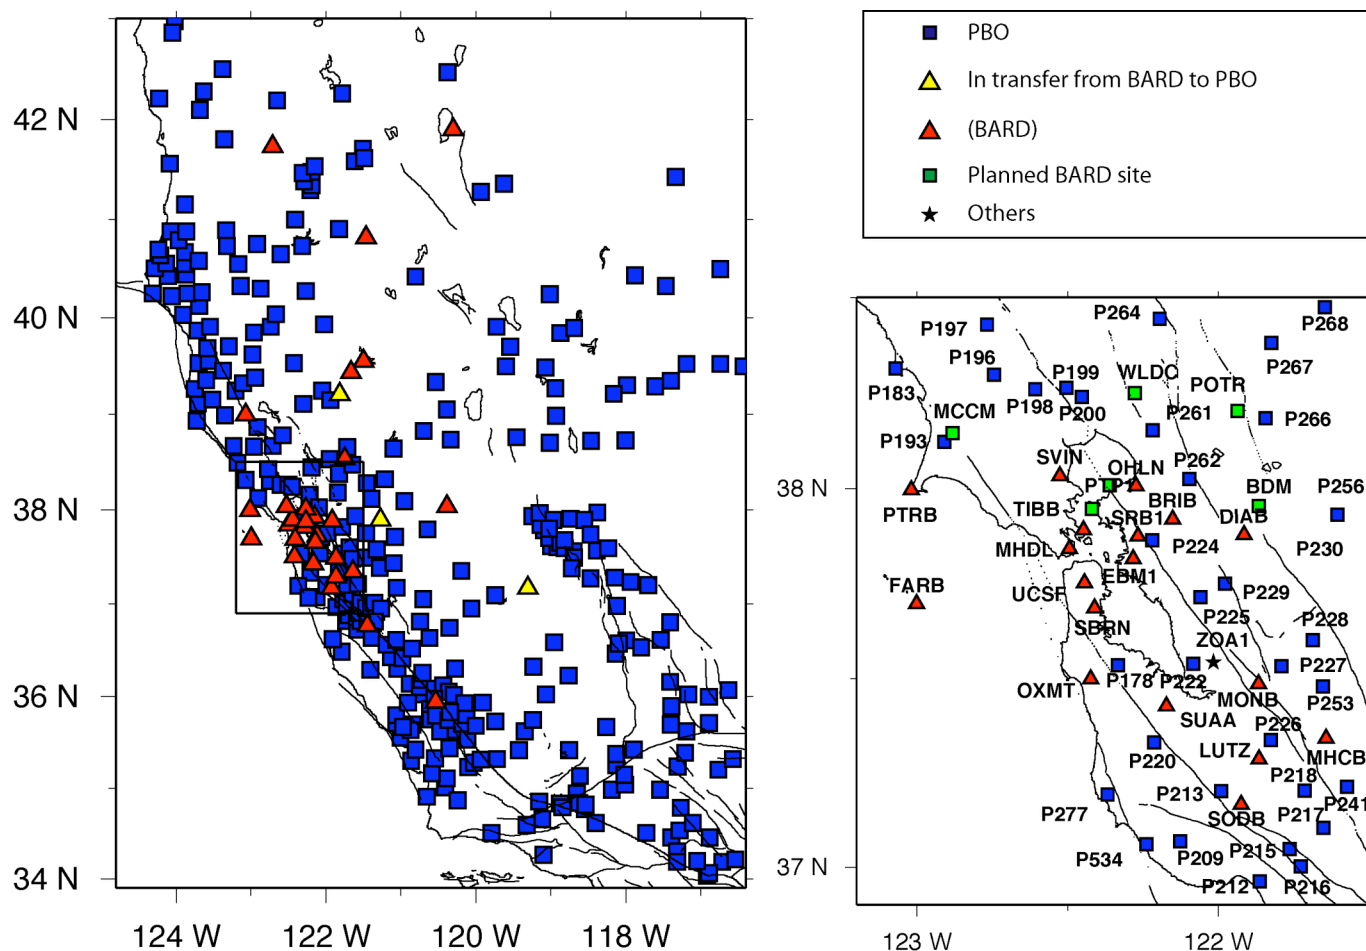 42 N
40 N
38 N
36 N
34 N
124 W
122 W
120 W
118 W
PBO
In transfer from BARD to PBO
(BARD)
Planned BARD site
Others
P197
P264
P268
P196
P267
P183
P199
WLDC
POTR
P198
P200
P261
P266
MCCM
P193
SVIN
OHLN
P262
38 N
PTP1
BDM
P256
PTRB
TIBB
SRB1
BRIB
DIAB
MHDL
P224
P230
FARB
UCSF
EBM1
P229
SBRN
P225
P228
ZOA1
P227
OXMT
P178
P222
MONB
P253
SUAA
P226
LUTZ
MHCB
P220
P218
P277
P213
P217
P241
SODB
P534
P209
P215
37 N
P212
P216
123 W
122 W